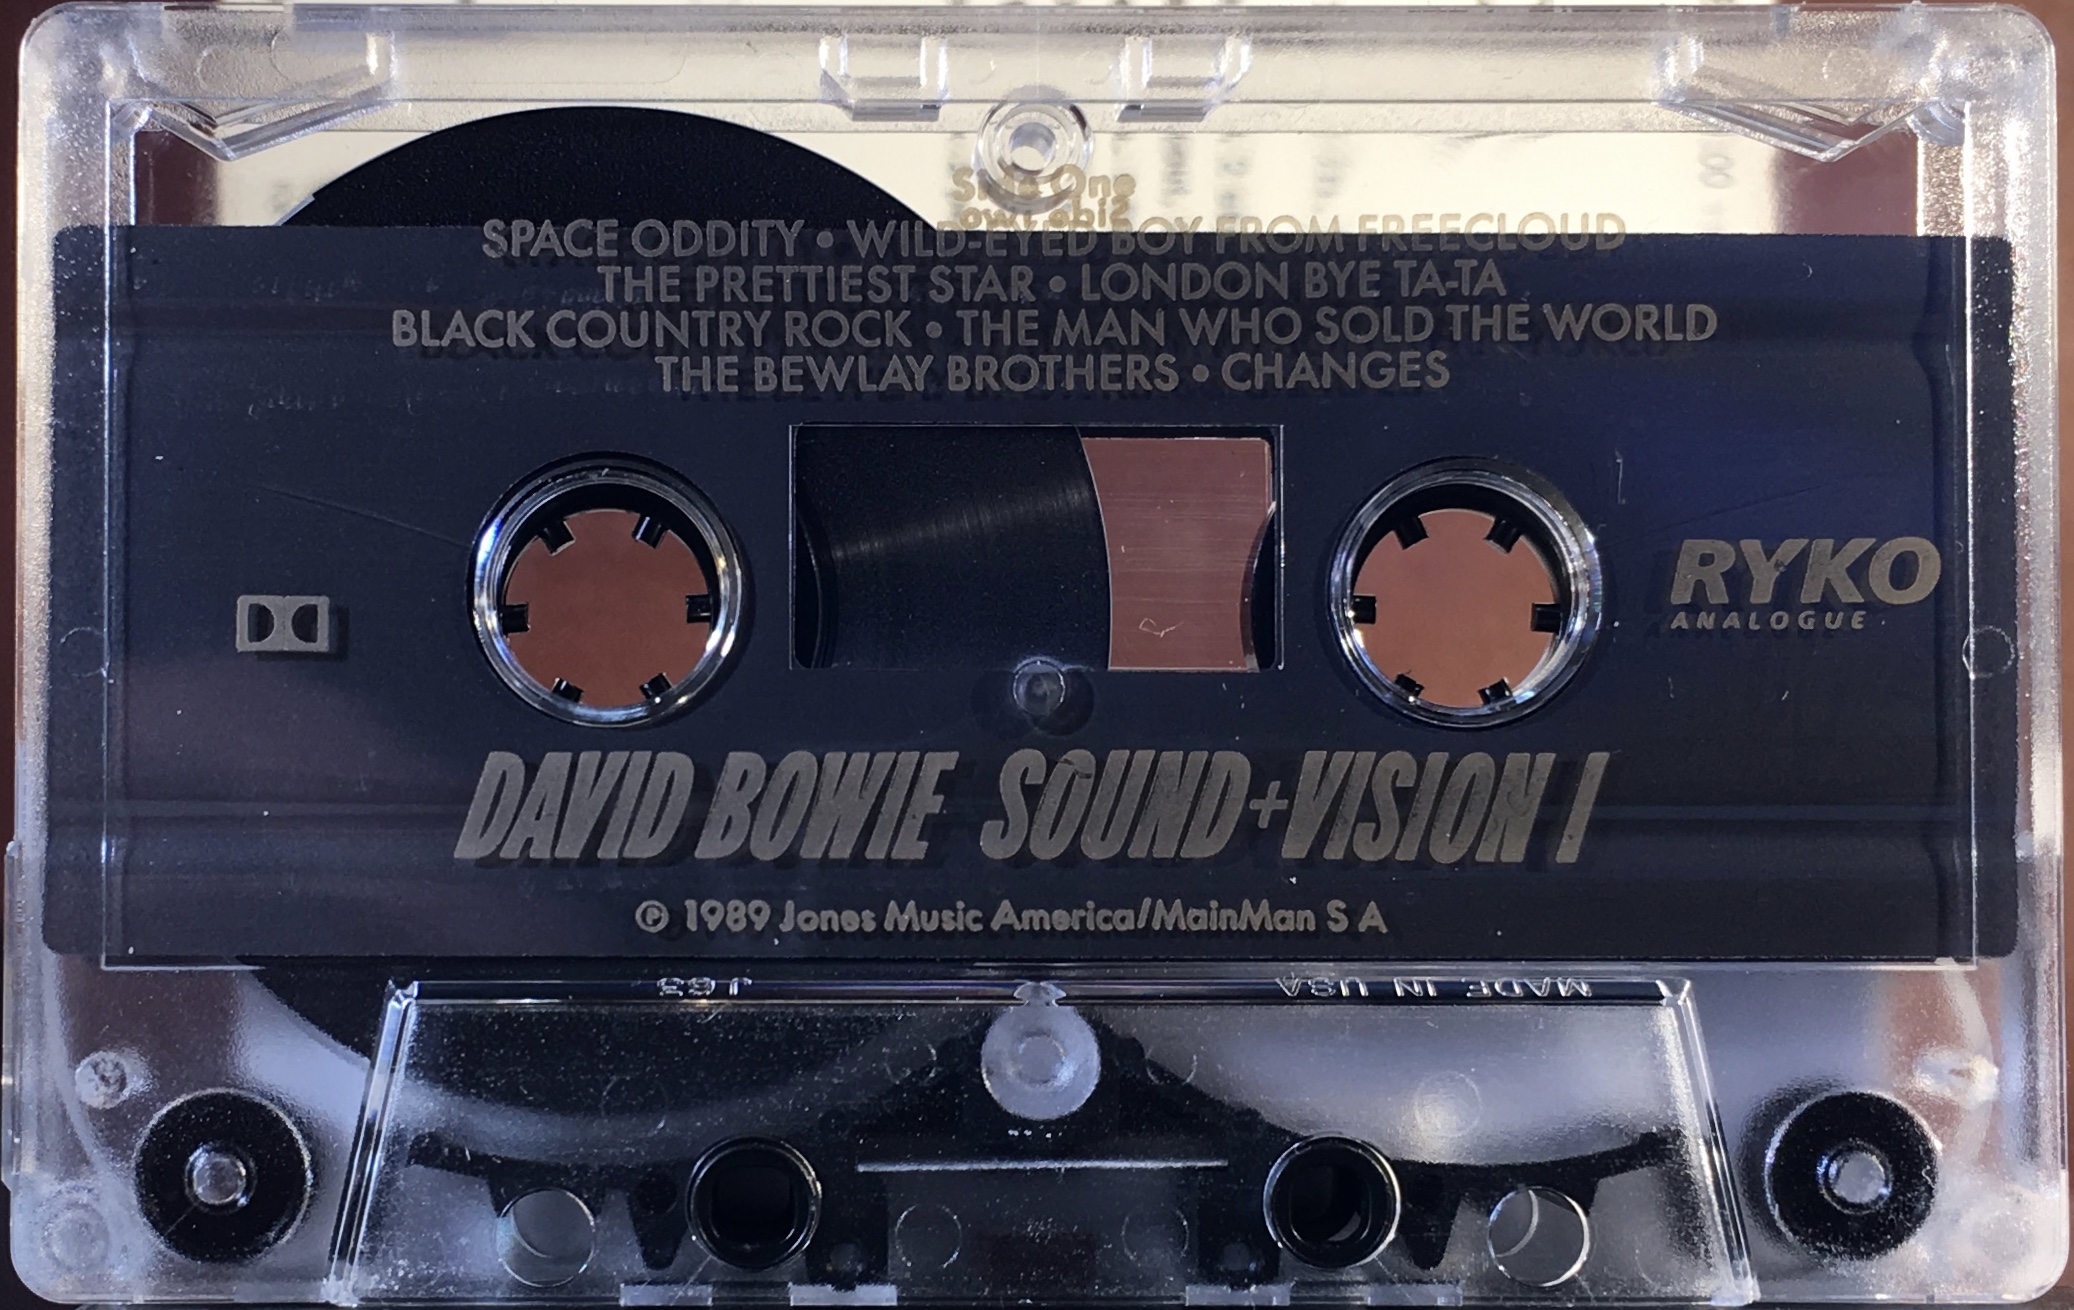 Side One
SPACE ODDITY • WILD-EYED BOY FROM FREECLOUD
THE PRETTIEST STAR • LONDON BYE TA-TA
BLACK COUNTRY ROCK • THE MAN WHO SOLD THE WORLD
THE BEWLAY BROTHERS • CHANGES
RYKO
ANALOGUE
DAVID BOWIE SOUND+VISION I
℗ 1989 Jones Music America/MainMan S A
MADE IN USA